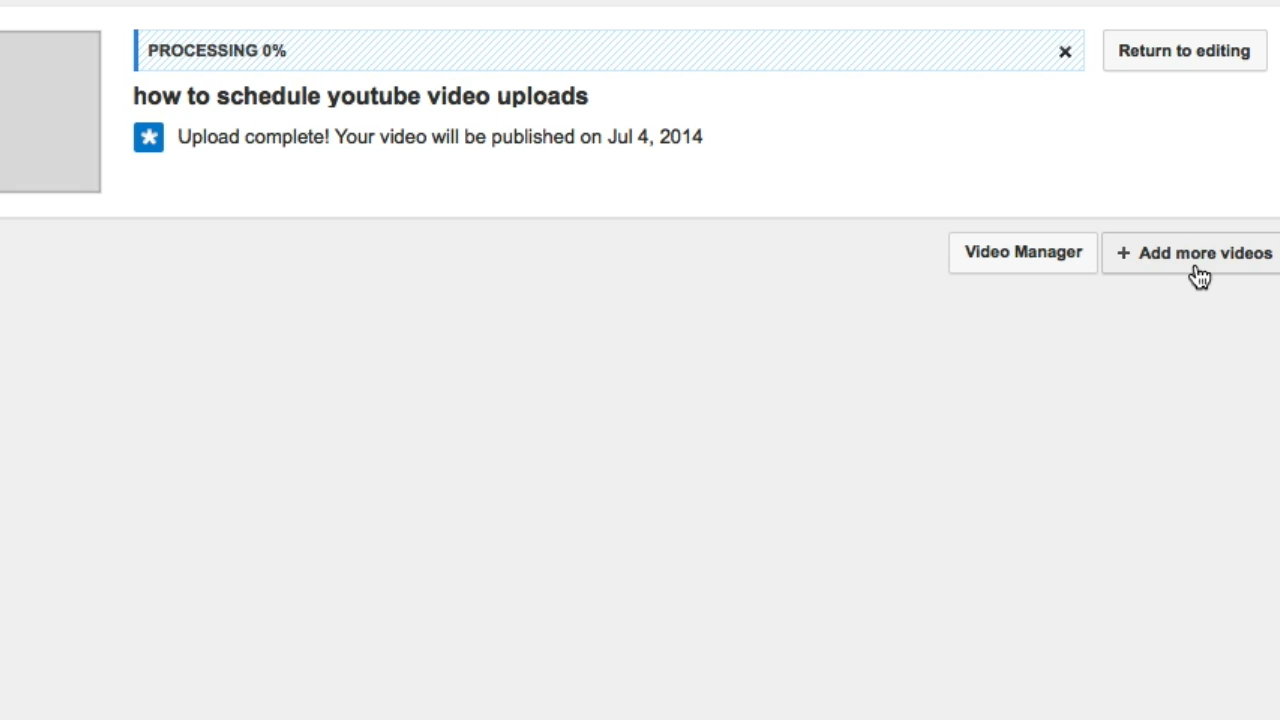 PROCESSING 0%
Return to editing
how to schedule youtube video uploads
Upload complete! Your video will be published on Jul 4, 2014
Video Manager
+ Add more videos